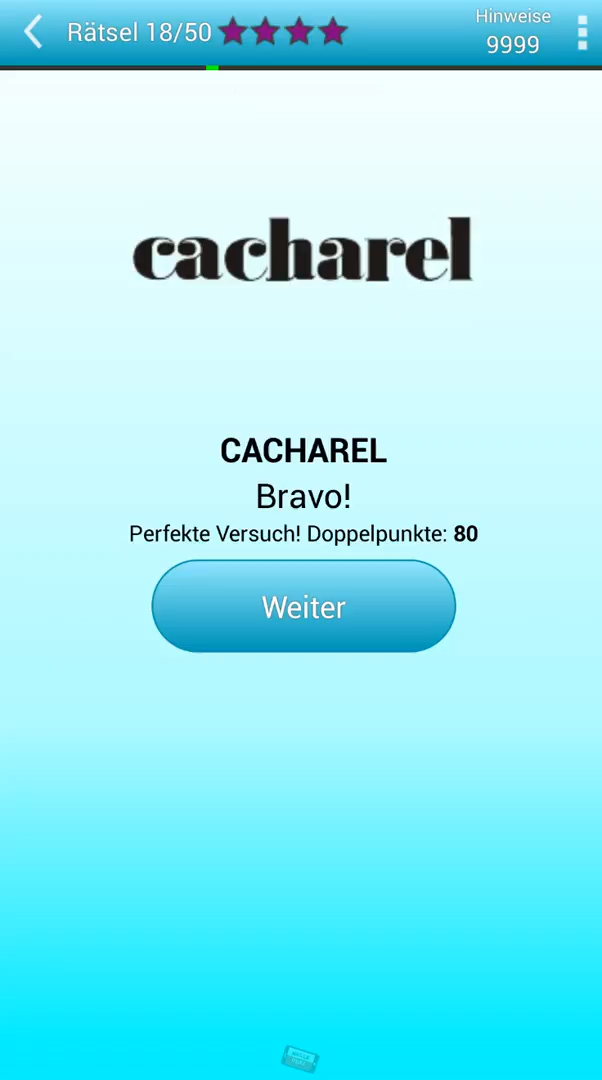 Rätsel 18/50
Hinweise
9999
cacharel
CACHAREL
Bravo!
Perfekte Versuch! Doppelpunkte: 80
Weiter